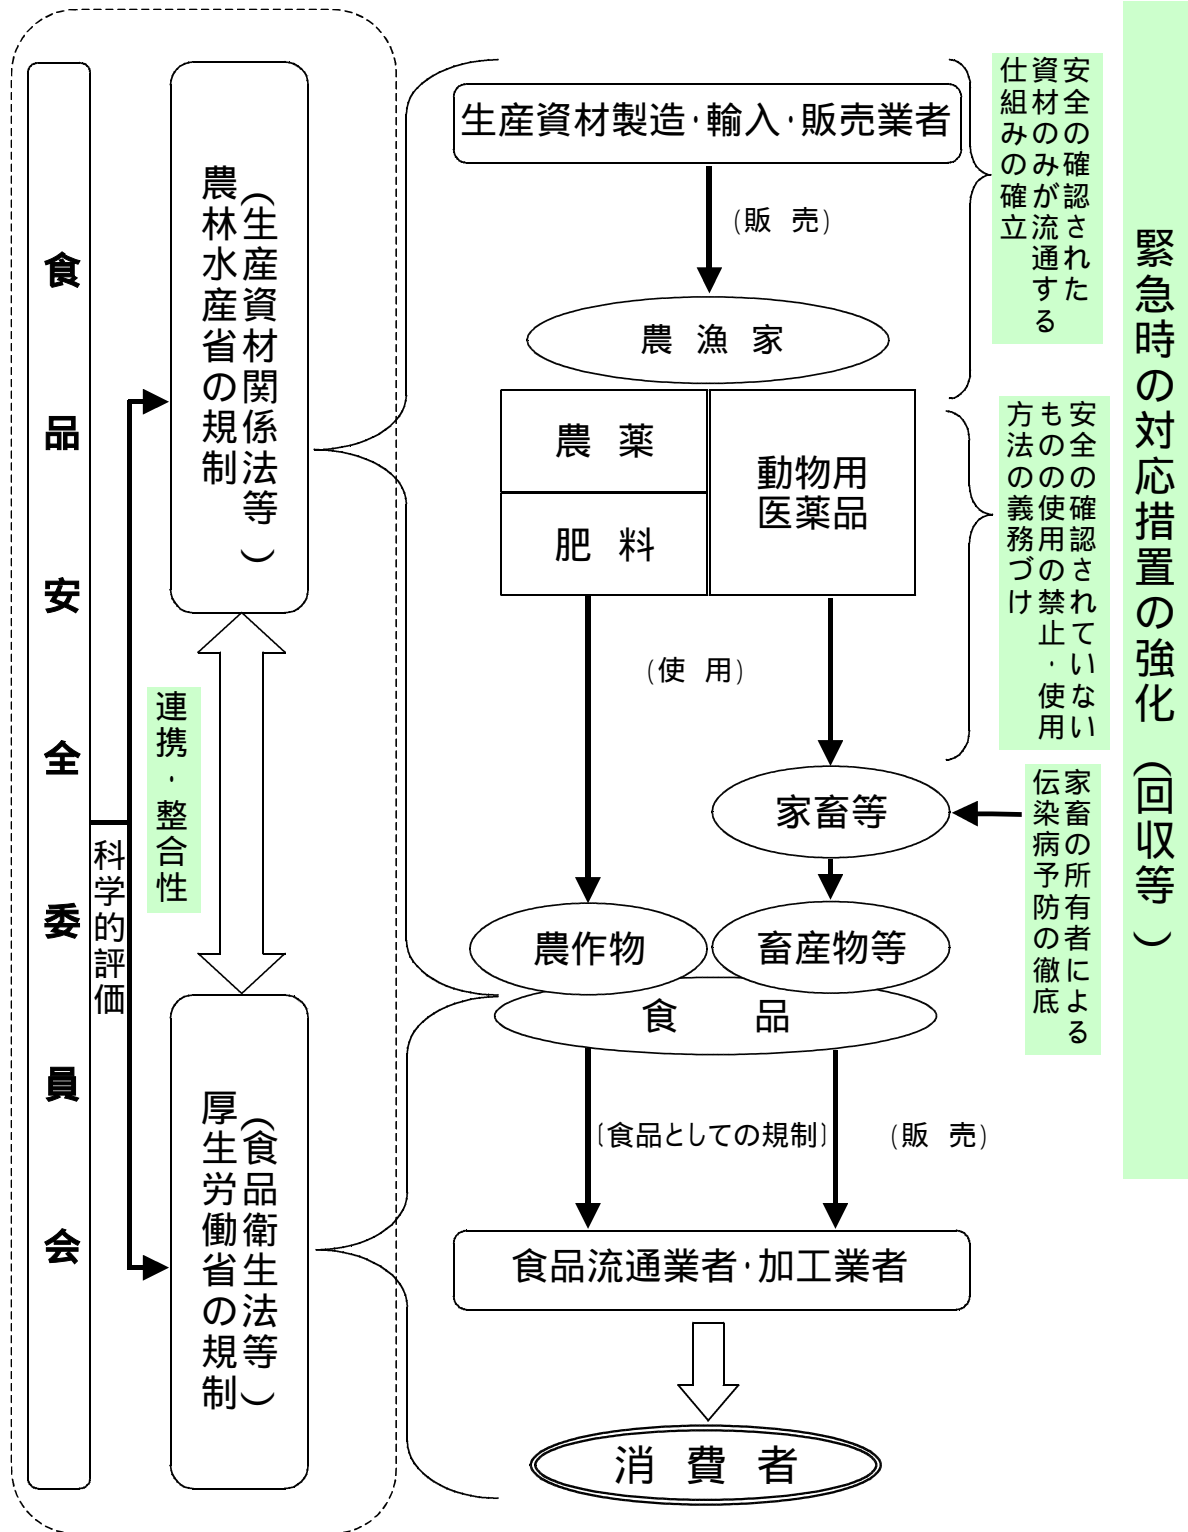 食品安全委員会
科学的評価
農林水産省の規制
（生産資材関係法等）
連携・整合性
厚生労働省の規制
（食品衛生法等）
生産資材製造・輸入・販売業者
（販 売）
農 漁 家
農 薬
肥 料
動物用
医薬品
（使 用）
家畜等
農作物
畜産物等
食 品
〔食品としての規制〕
（販 売）
食品流通業者・加工業者
消 費 者
安全の確認された
資材のみが流通する
仕組みの確立
安全の確認されていない
ものの使用の禁止・使用
方法の義務づけ
家畜の所有者による
伝染病予防の徹底
緊急時の対応措置の強化（回収等）